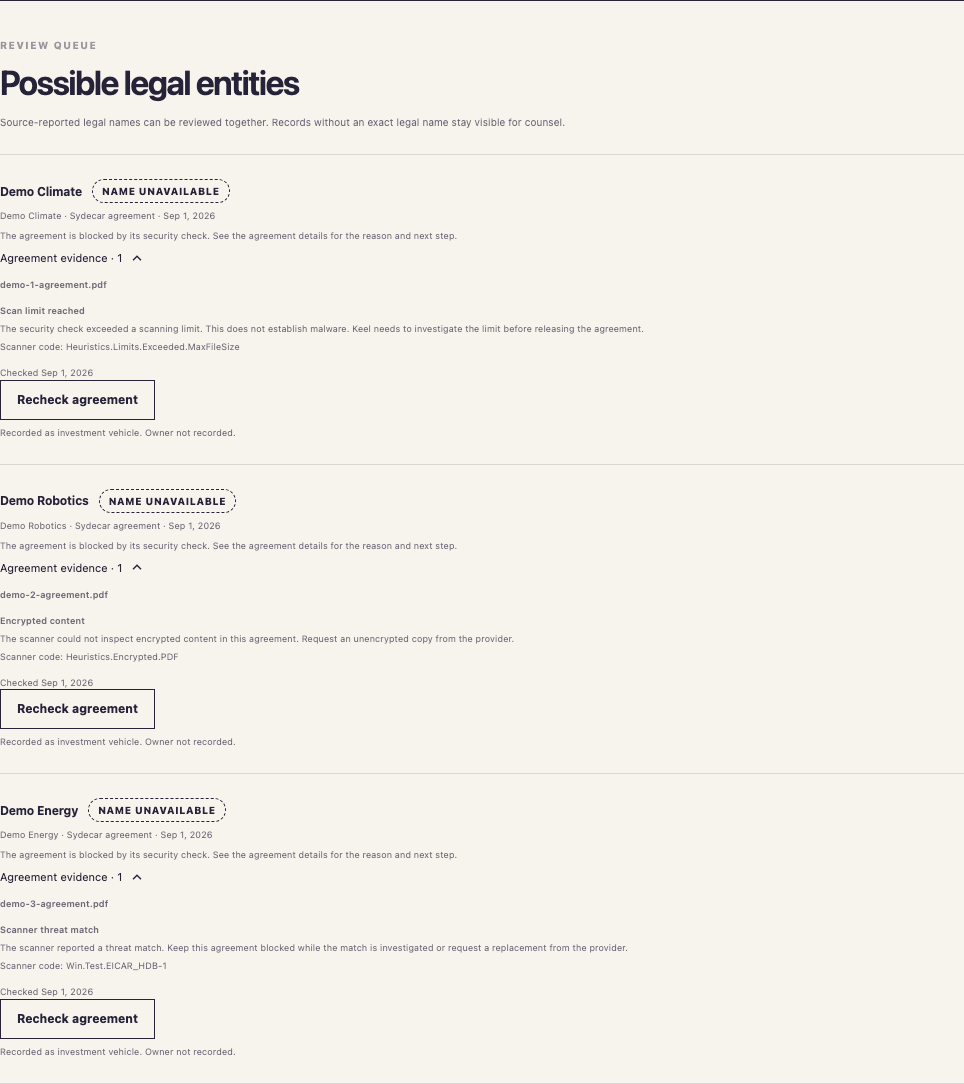 REVIEW QUEUE
Possible legal entities
Source-reported legal names can be reviewed together. Records without an exact legal name stay visible for counsel.
Demo Climate NAME UNAVAILABLE
Demo Climate · Sydecar agreement · Sep 1, 2026
The agreement is blocked by its security check. See the agreement details for the reason and next step.
Agreement evidence · 1
demo-1-agreement.pdf
Scan limit reached
The security check exceeded a scanning limit. This does not establish malware. Keel needs to investigate the limit before releasing the agreement.
Scanner code: Heuristics.Limits.Exceeded.MaxFileSize
Checked Sep 1, 2026
Recheck agreement
Recorded as investment vehicle. Owner not recorded.
Demo Robotics NAME UNAVAILABLE
Demo Robotics · Sydecar agreement · Sep 1, 2026
The agreement is blocked by its security check. See the agreement details for the reason and next step.
Agreement evidence · 1
demo-2-agreement.pdf
Encrypted content
The scanner could not inspect encrypted content in this agreement. Request an unencrypted copy from the provider.
Scanner code: Heuristics.Encrypted.PDF
Checked Sep 1, 2026
Recheck agreement
Recorded as investment vehicle. Owner not recorded.
Demo Energy NAME UNAVAILABLE
Demo Energy · Sydecar agreement · Sep 1, 2026
The agreement is blocked by its security check. See the agreement details for the reason and next step.
Agreement evidence · 1
demo-3-agreement.pdf
Scanner threat match
The scanner reported a threat match. Keep this agreement blocked while the match is investigated or request a replacement from the provider.
Scanner code: Win.Test.EICAR_HDB-1
Checked Sep 1, 2026
Recheck agreement
Recorded as investment vehicle. Owner not recorded.